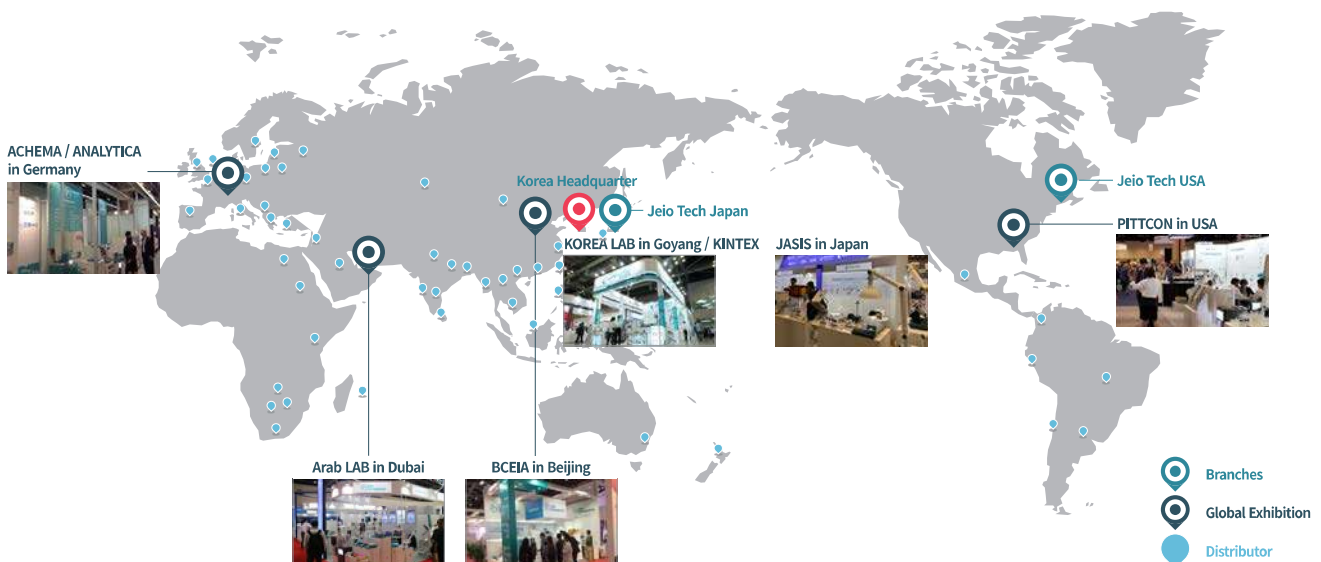 ACHEMA / ANALYTICA
in Germany
Korea Headquarter
Jeio Tech Japan
Jeio Tech USA
KOREA LAB in Goyang / KINTEX
JASIS in Japan
PITTCON in USA
Arab LAB in Dubai
BCEIA in Beijing
Branches
Global Exhibition
Distributor